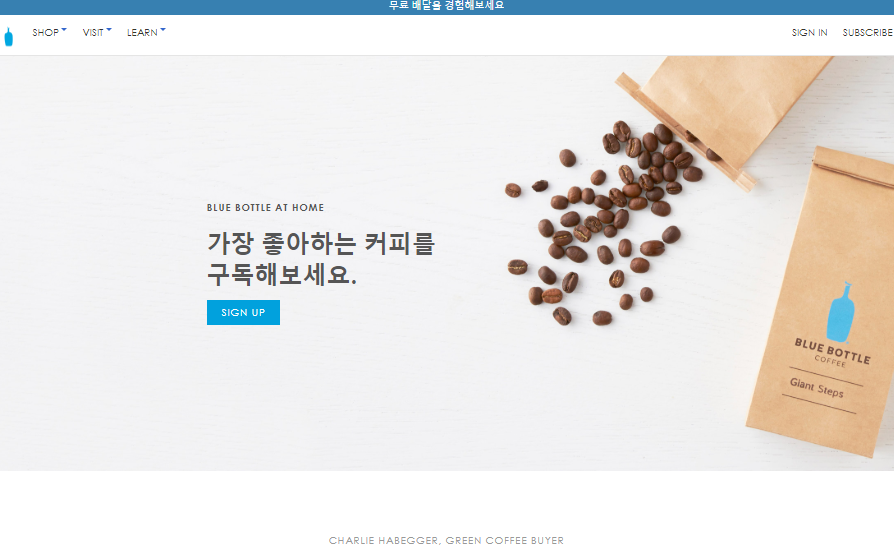 무료 배달을 경험해보세요
SHOP VISIT LEARN SIGN IN SUBSCRIBE
BLUE BOTTLE AT HOME
가장 좋아하는 커피를
구독해보세요.
SIGN UP
BLUE BOTTLE
COFFEE
Giant Steps
CHARLIE HABEGGER, GREEN COFFEE BUYER